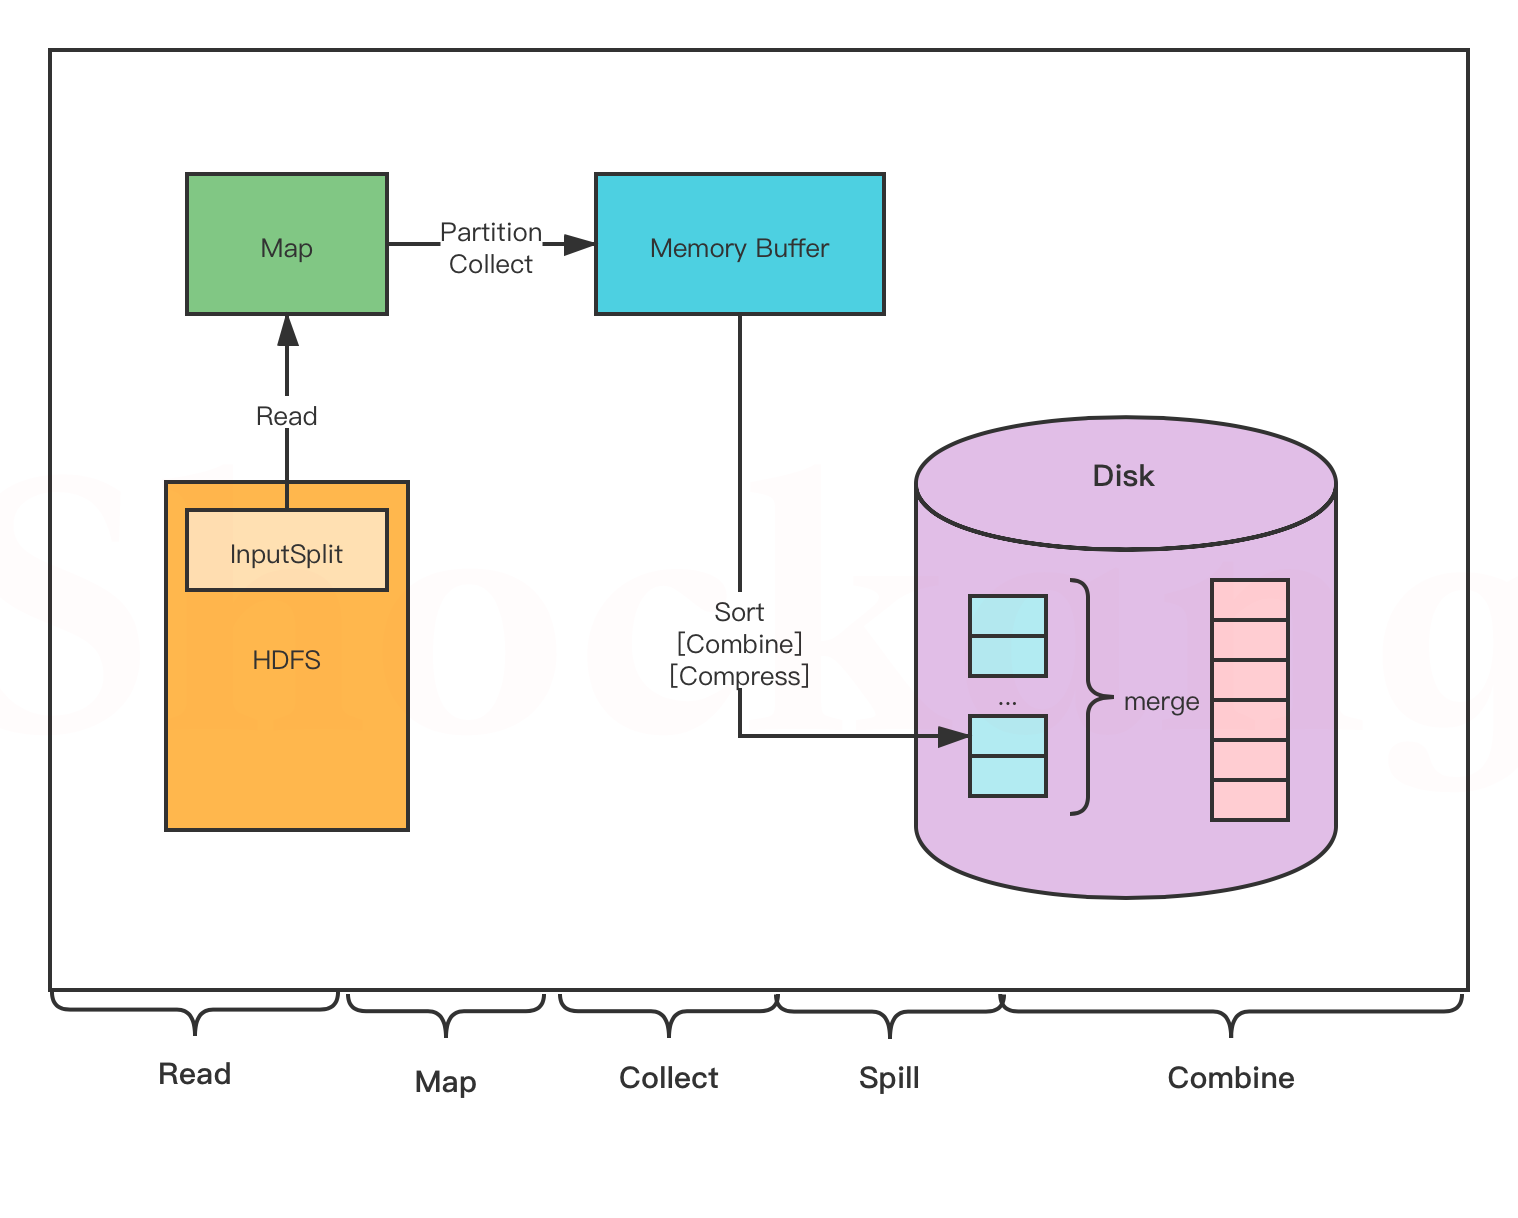 Map
Partition
Collect
Memory Buffer
Read
Disk
InputSplit
HDFS
Sort
[Combine]
[Compress]
...
merge
Read
Map
Collect
Spill
Combine